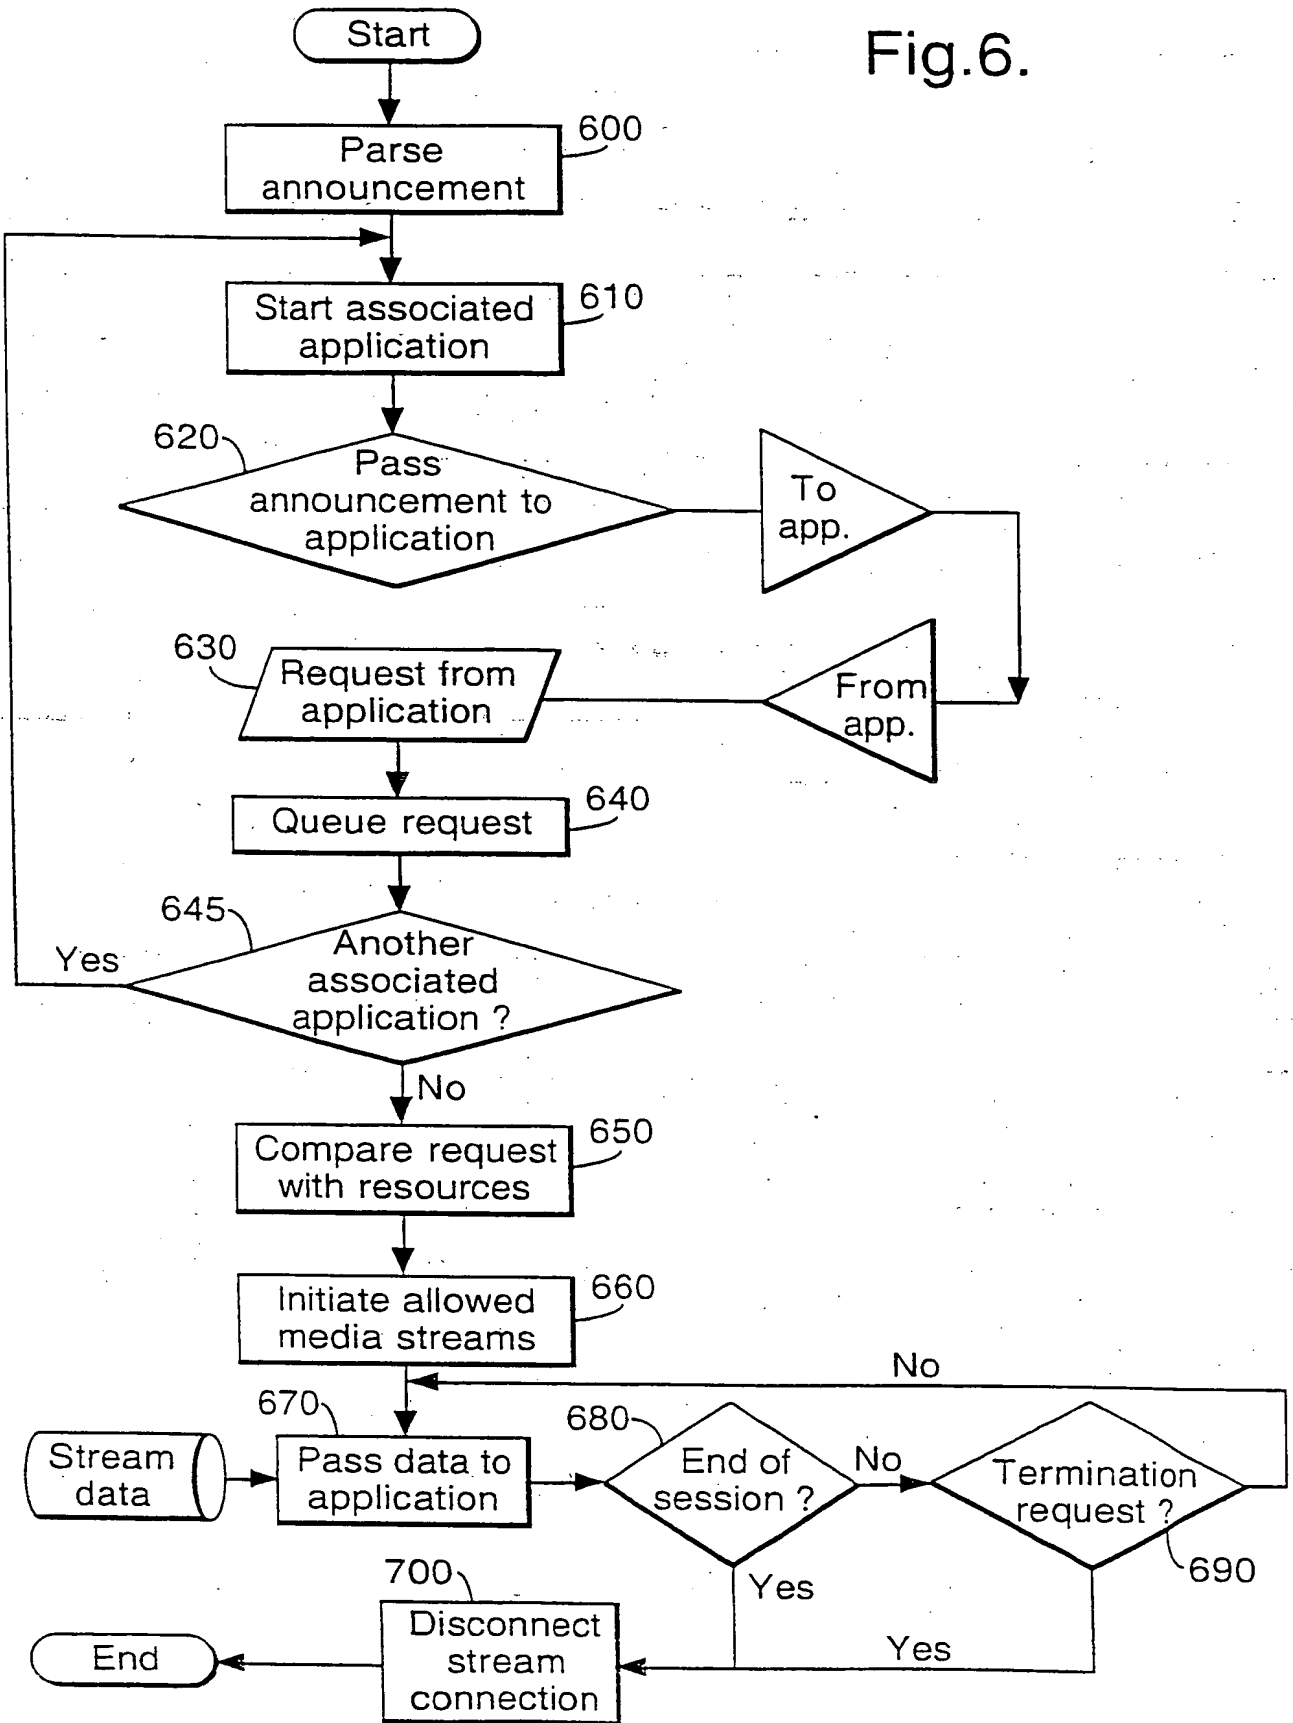 Start
Fig.6.
600
Parse
announcement
610
Start associated
application
620
Pass
announcement to
application
To
app.
630
Request from
application
From
app.
640
Queue request
645
Another
associated
application ?
Yes
No
650
Compare request
with resources
660
Initiate allowed
media streams
No
670
Stream
data
Pass data to
application
680
End of
session ?
No
Termination
request ?
690
Yes
700
Disconnect
stream
connection
Yes
End